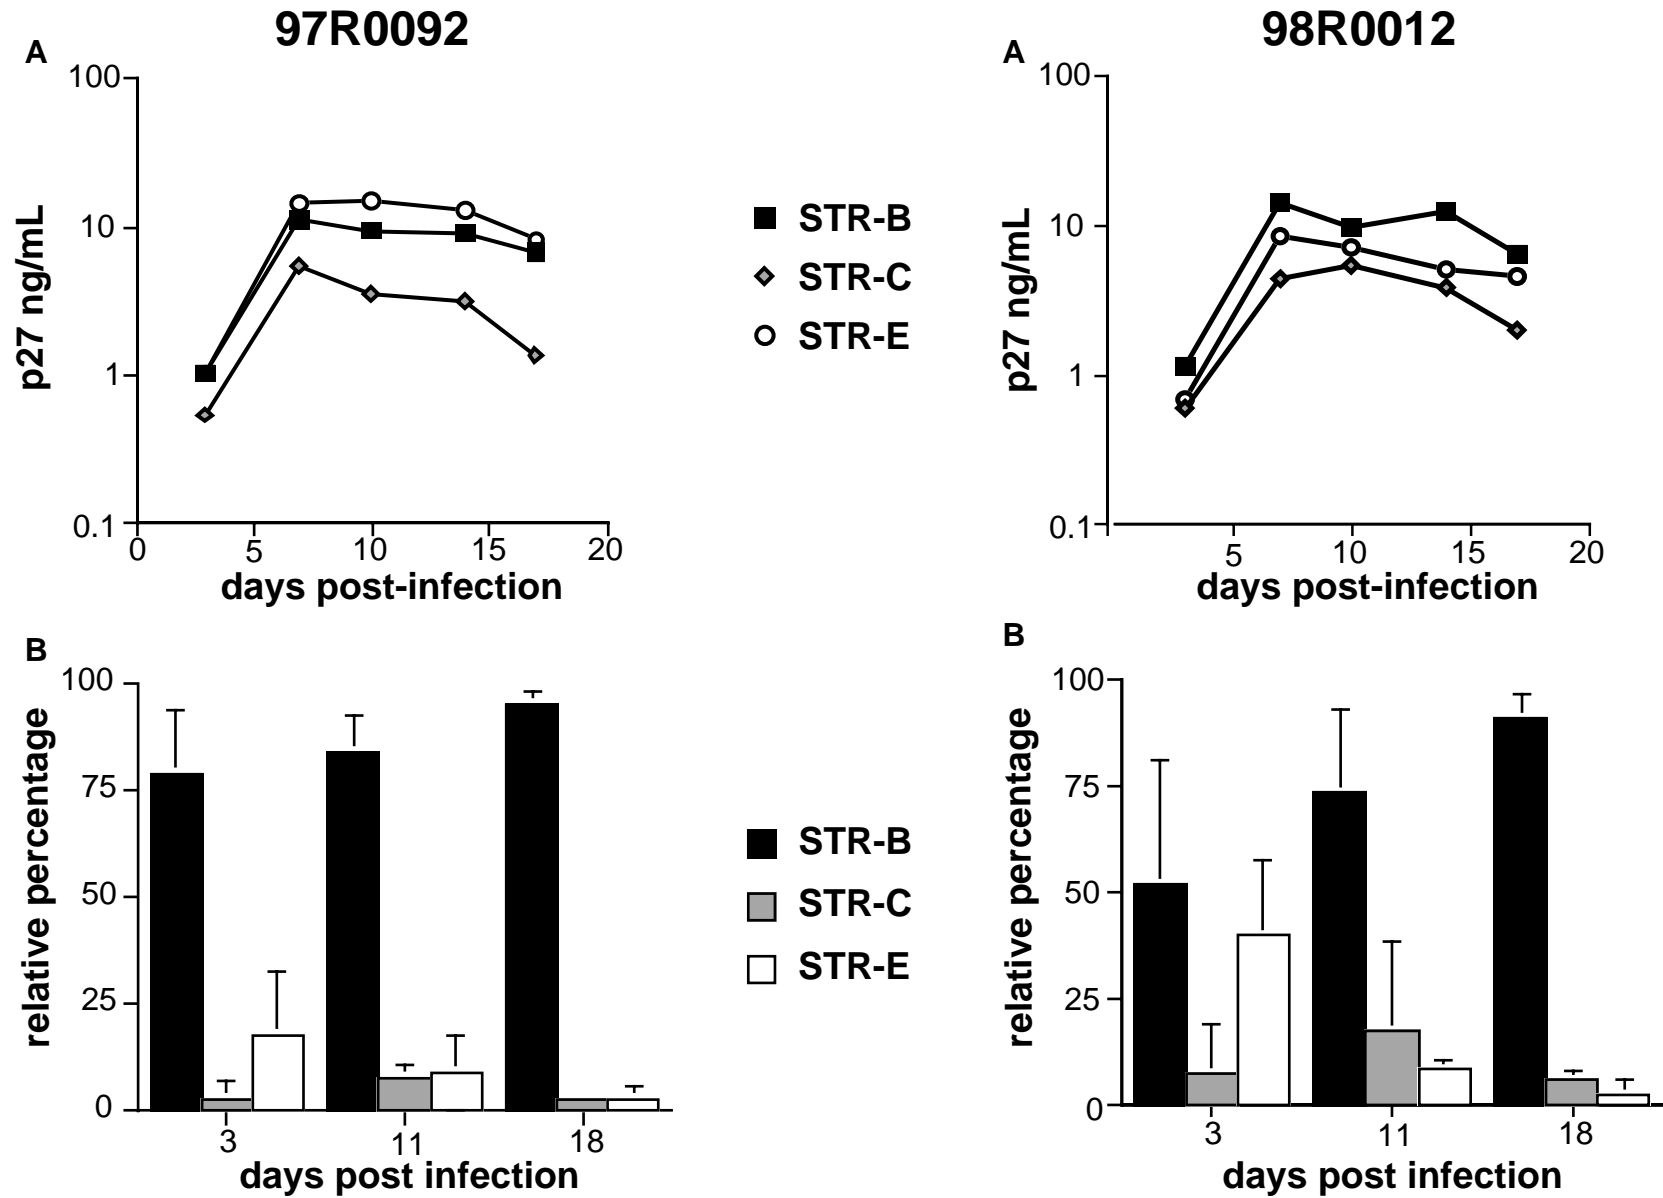 97R0092
A
100
10
1
0.1
0 5 10 15 20
p27 ng/mL
days post-infection
STR-B
STR-C
STR-E
98R0012
A
100
10
1
0.1
5 10 15 20
p27 ng/mL
days post-infection
B
100
75
50
25
0
3 11 18
relative percentage
days post infection
STR-B
STR-C
STR-E
B
100
75
50
25
0
3 11 18
relative percentage
days post infection